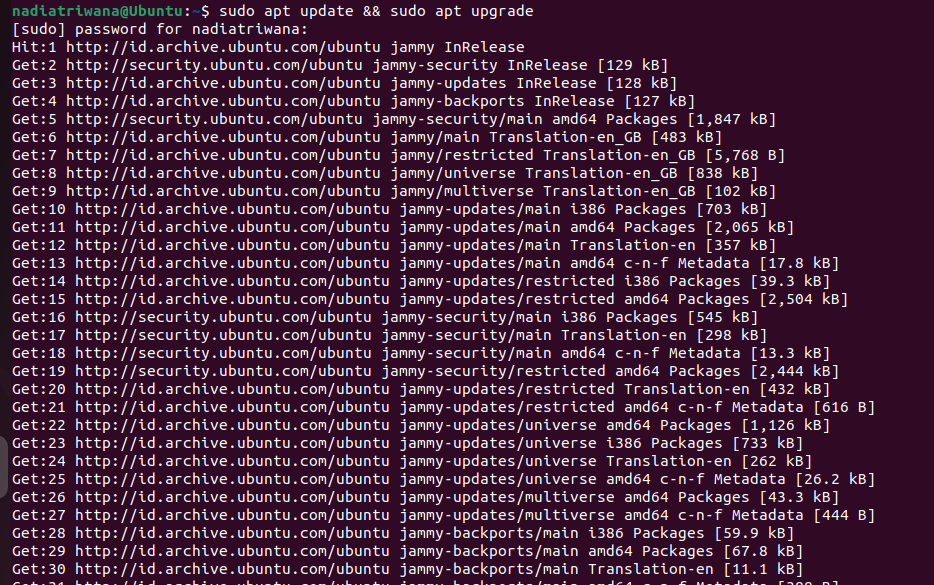 nadiatriwana@Ubuntu:~$ sudo apt update && sudo apt upgrade
[sudo] password for nadiatriwana:
Hit:1 http://id.archive.ubuntu.com/ubuntu jammy InRelease
Get:2 http://security.ubuntu.com/ubuntu jammy-security InRelease [129 kB]
Get:3 http://id.archive.ubuntu.com/ubuntu jammy-updates InRelease [128 kB]
Get:4 http://id.archive.ubuntu.com/ubuntu jammy-backports InRelease [127 kB]
Get:5 http://security.ubuntu.com/ubuntu jammy-security/main amd64 Packages [1,847 kB]
Get:6 http://id.archive.ubuntu.com/ubuntu jammy/main Translation-en_GB [483 kB]
Get:7 http://id.archive.ubuntu.com/ubuntu jammy/restricted Translation-en_GB [5,768 B]
Get:8 http://id.archive.ubuntu.com/ubuntu jammy/universe Translation-en_GB [838 kB]
Get:9 http://id.archive.ubuntu.com/ubuntu jammy/multiverse Translation-en_GB [102 kB]
Get:10 http://id.archive.ubuntu.com/ubuntu jammy-updates/main i386 Packages [703 kB]
Get:11 http://id.archive.ubuntu.com/ubuntu jammy-updates/main amd64 Packages [2,065 kB]
Get:12 http://id.archive.ubuntu.com/ubuntu jammy-updates/main Translation-en [357 kB]
Get:13 http://id.archive.ubuntu.com/ubuntu jammy-updates/main amd64 c-n-f Metadata [17.8 kB]
Get:14 http://id.archive.ubuntu.com/ubuntu jammy-updates/restricted i386 Packages [39.3 kB]
Get:15 http://id.archive.ubuntu.com/ubuntu jammy-updates/restricted amd64 Packages [2,504 kB]
Get:16 http://security.ubuntu.com/ubuntu jammy-security/main i386 Packages [545 kB]
Get:17 http://security.ubuntu.com/ubuntu jammy-security/main Translation-en [298 kB]
Get:18 http://security.ubuntu.com/ubuntu jammy-security/main amd64 c-n-f Metadata [13.3 kB]
Get:19 http://security.ubuntu.com/ubuntu jammy-security/restricted amd64 Packages [2,444 kB]
Get:20 http://id.archive.ubuntu.com/ubuntu jammy-updates/restricted Translation-en [432 kB]
Get:21 http://id.archive.ubuntu.com/ubuntu jammy-updates/restricted amd64 c-n-f Metadata [616 B]
Get:22 http://id.archive.ubuntu.com/ubuntu jammy-updates/universe amd64 Packages [1,126 kB]
Get:23 http://id.archive.ubuntu.com/ubuntu jammy-updates/universe i386 Packages [733 kB]
Get:24 http://id.archive.ubuntu.com/ubuntu jammy-updates/universe Translation-en [262 kB]
Get:25 http://id.archive.ubuntu.com/ubuntu jammy-updates/universe amd64 c-n-f Metadata [26.2 kB]
Get:26 http://id.archive.ubuntu.com/ubuntu jammy-updates/multiverse amd64 Packages [43.3 kB]
Get:27 http://id.archive.ubuntu.com/ubuntu jammy-updates/multiverse amd64 c-n-f Metadata [444 B]
Get:28 http://id.archive.ubuntu.com/ubuntu jammy-backports/main i386 Packages [59.9 kB]
Get:29 http://id.archive.ubuntu.com/ubuntu jammy-backports/main amd64 Packages [67.8 kB]
Get:30 http://id.archive.ubuntu.com/ubuntu jammy-backports/main Translation-en [11.1 kB]